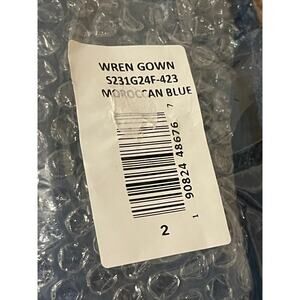 WREN GOWN
S231G24F-423
MOROCCAN BLUE
1 90824 48676 7
2